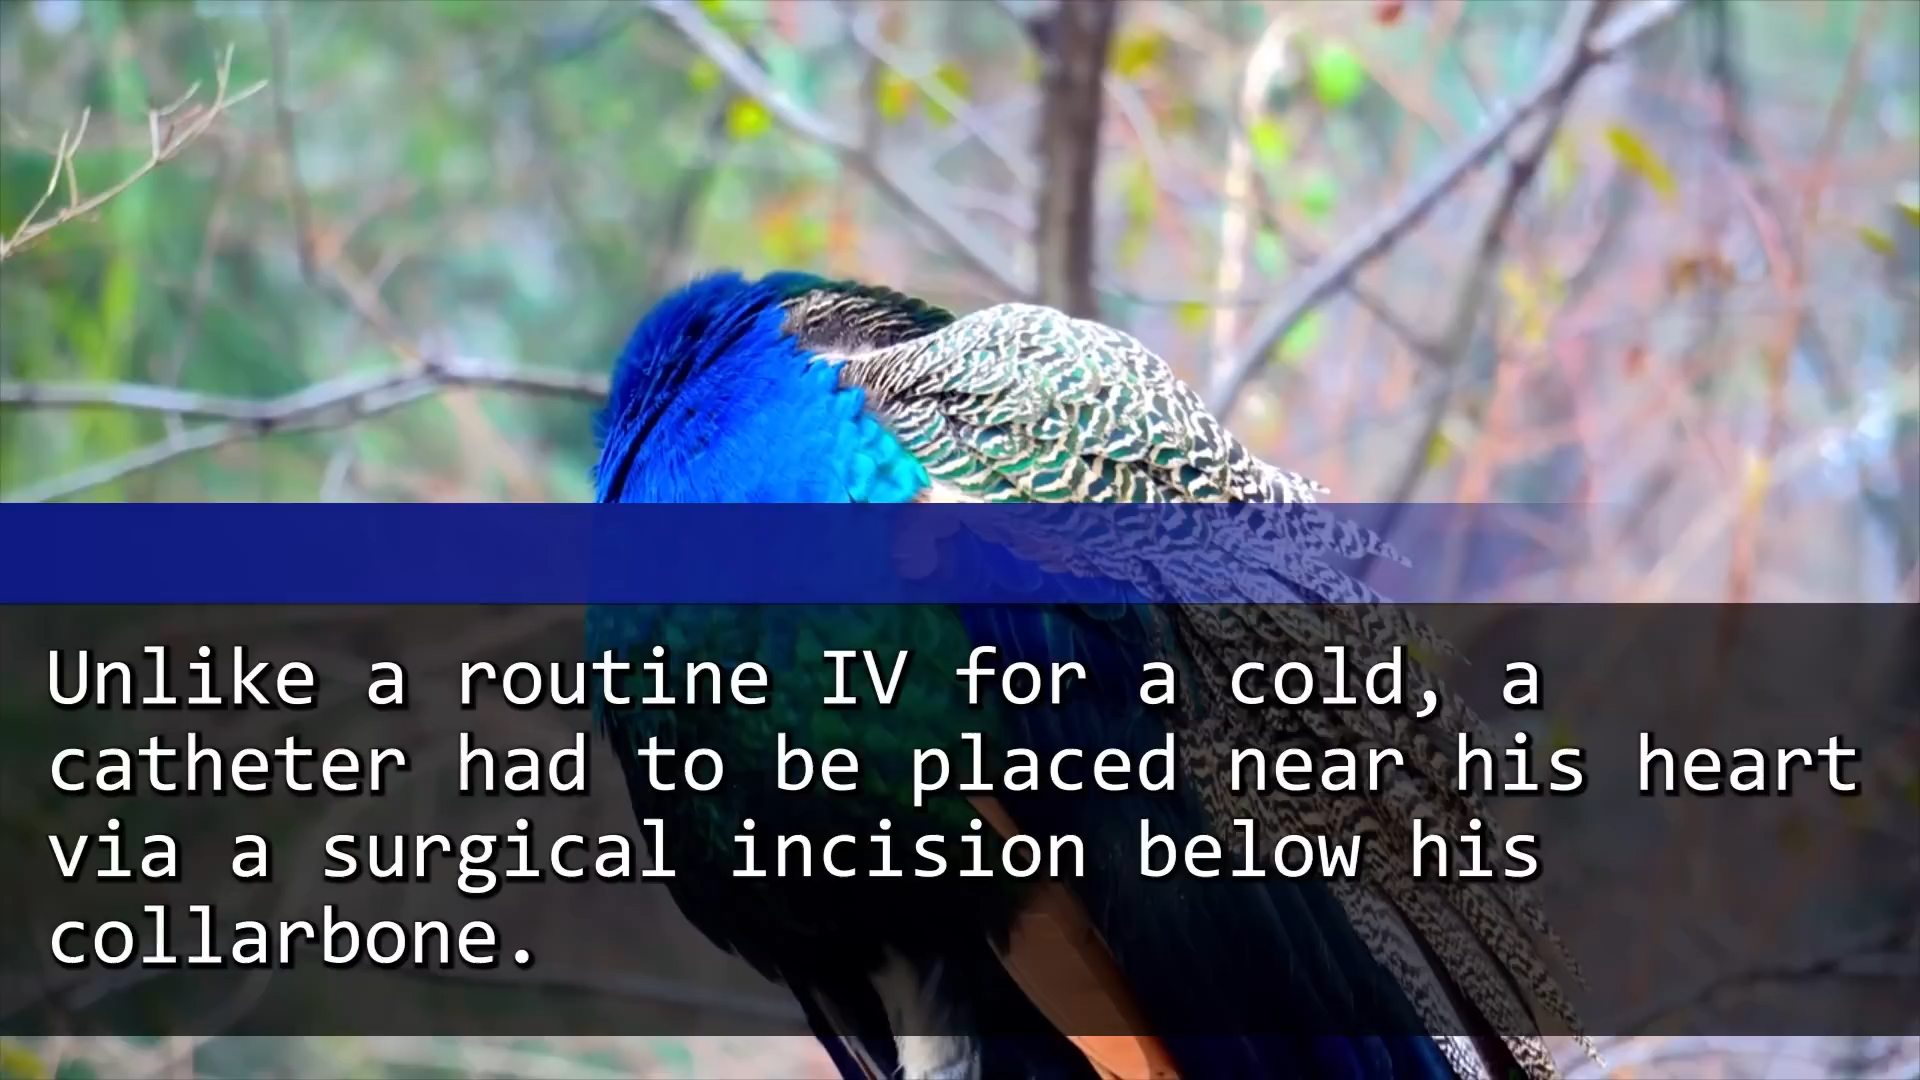 Unlike a routine IV for a cold, a
catheter had to be placed near his heart
via a surgical incision below his
collarbone.